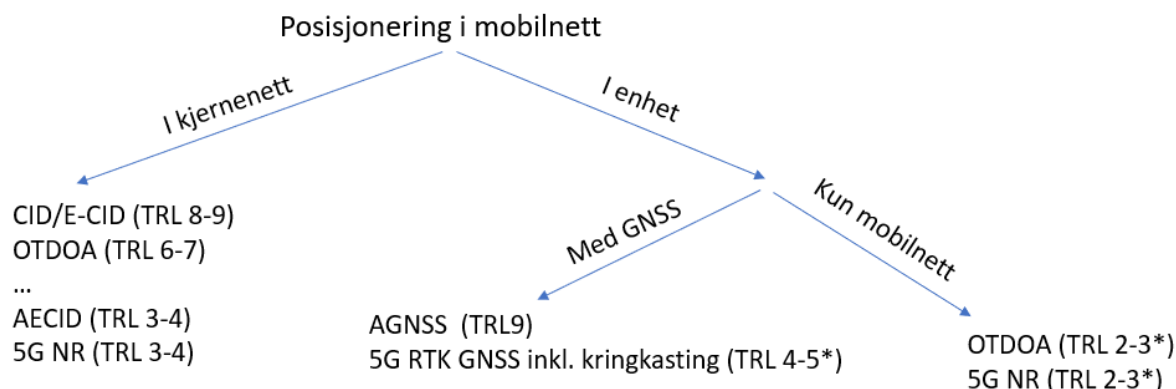 Posisjonering i mobilnett
I kjernenett
I enhet
CID/E-CID (TRL 8-9)
OTDOA (TRL 6-7)
...
AECID (TRL 3-4)
5G NR (TRL 3-4)
Med GNSS
Kun mobilnett
AGNSS (TRL9)
5G RTK GNSS inkl. kringkasting (TRL 4-5*)
OTDOA (TRL 2-3*)
5G NR (TRL 2-3*)